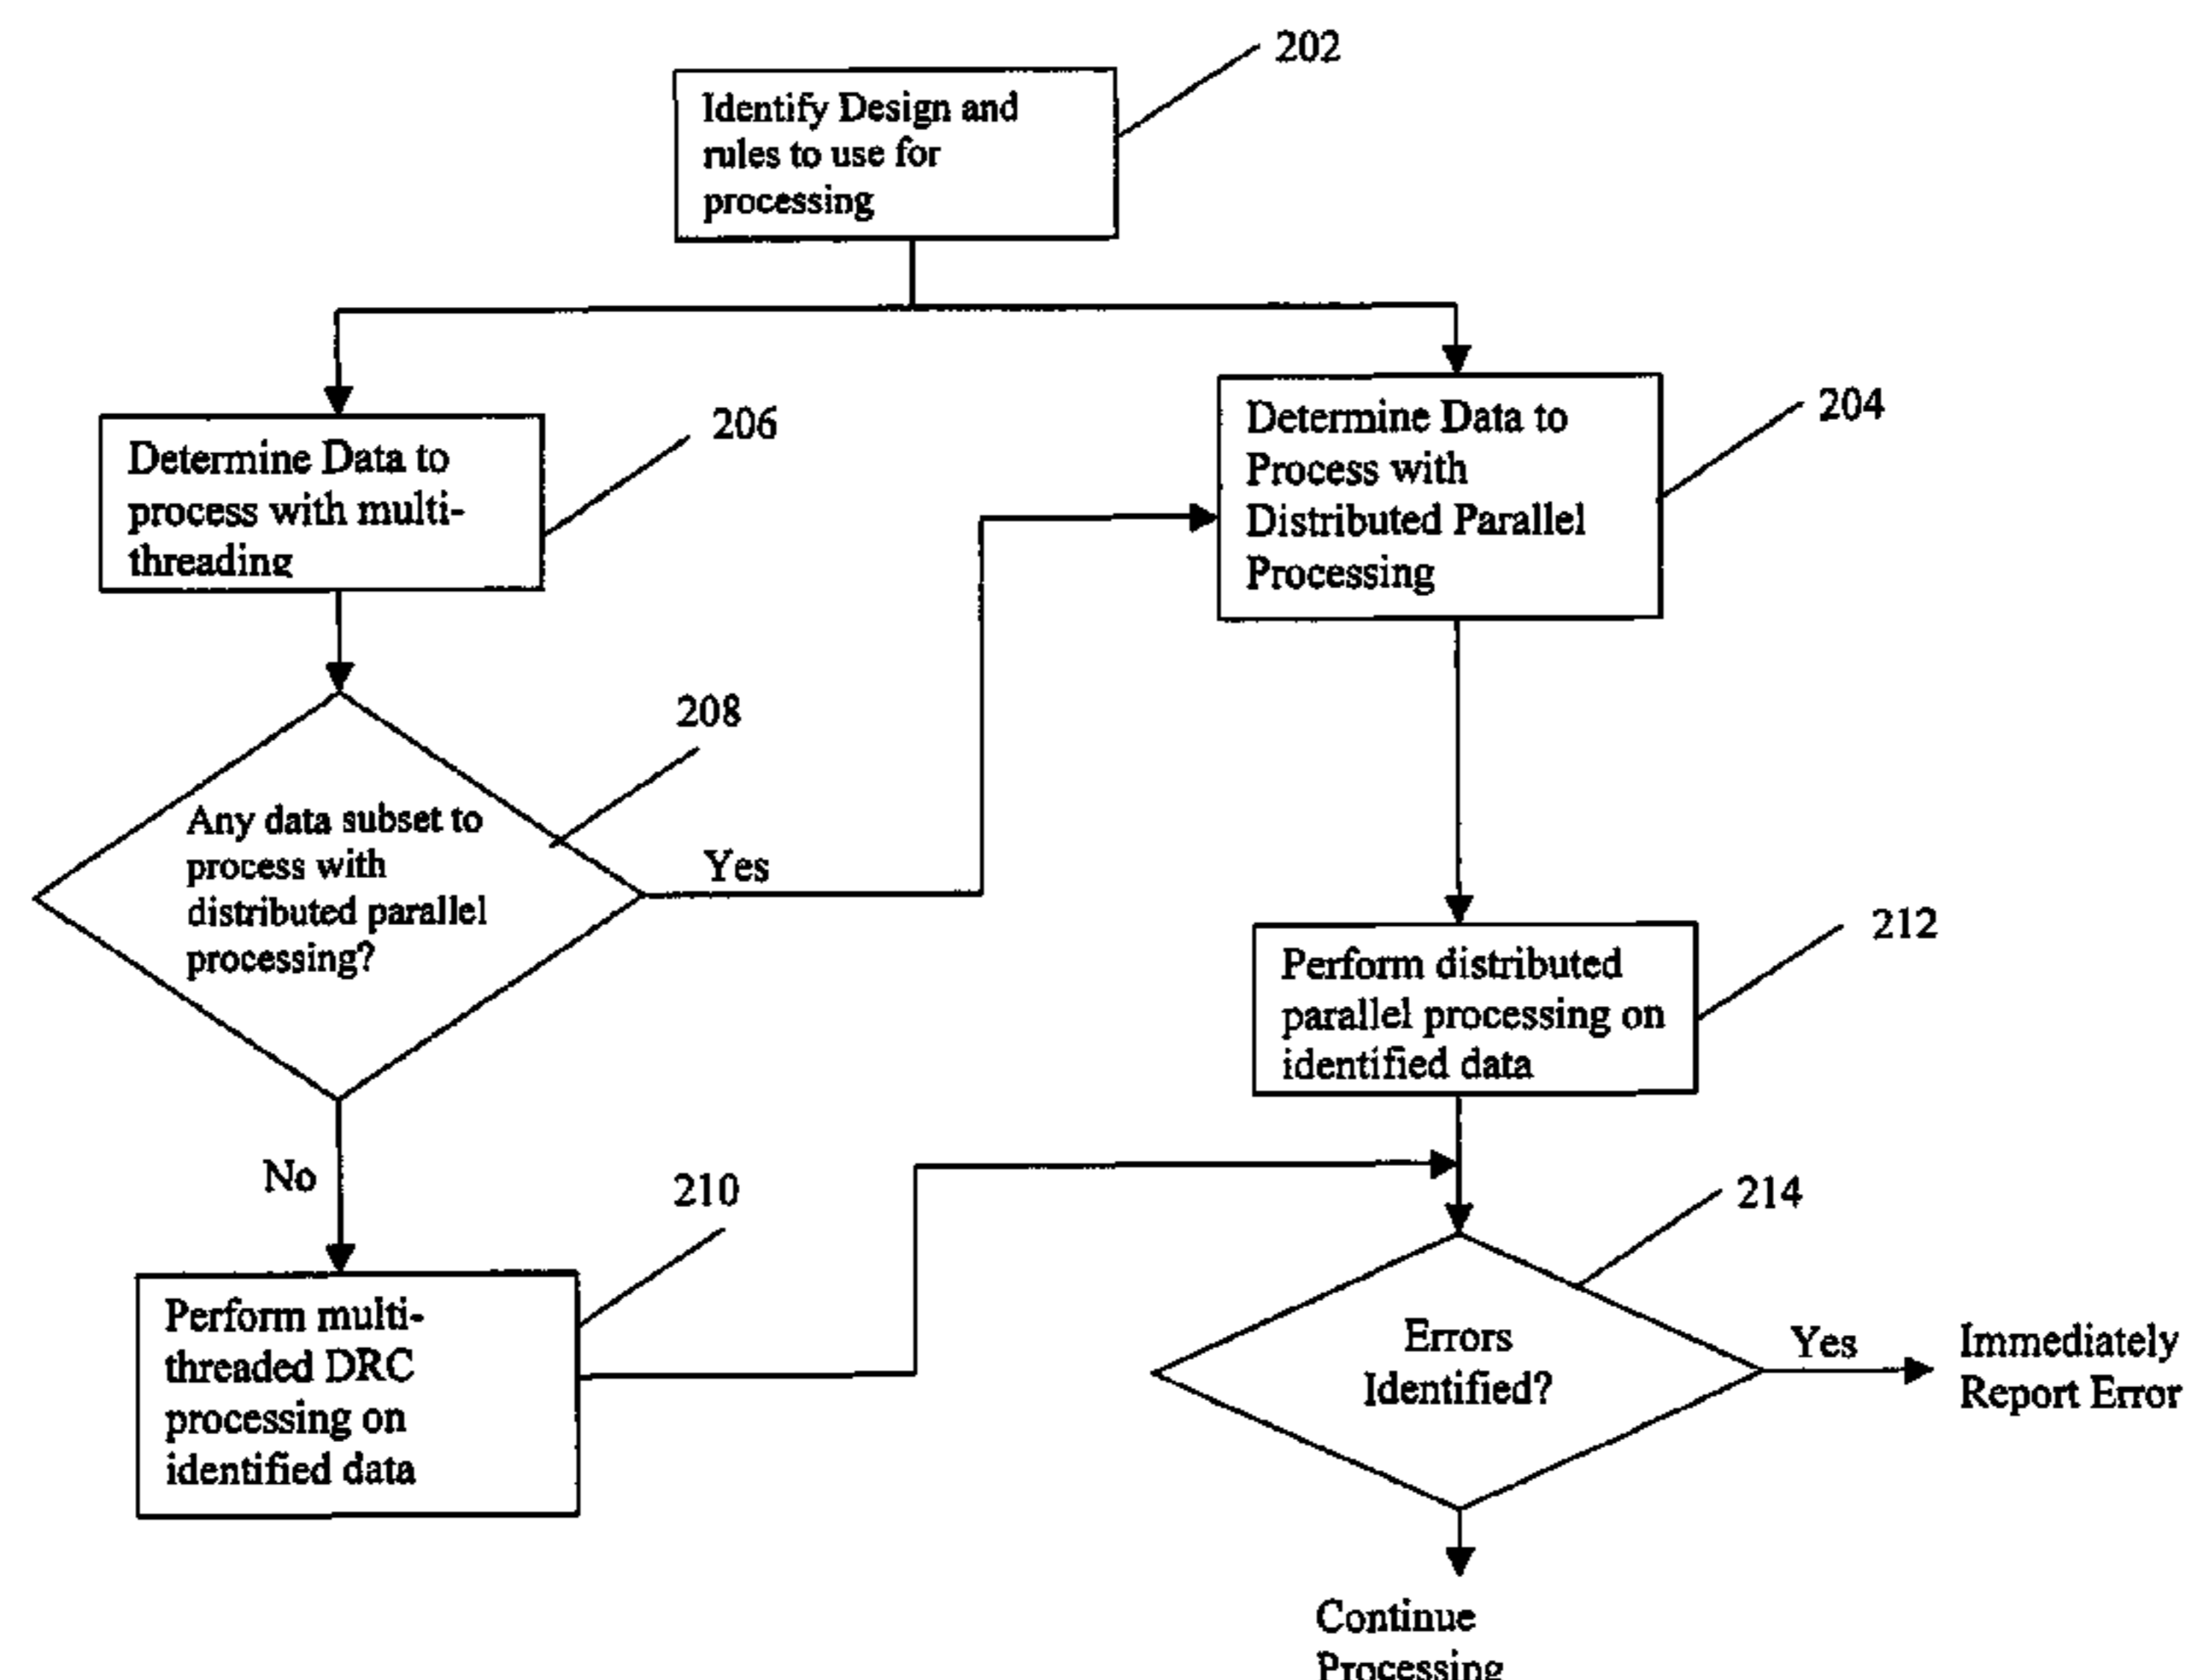 202
Identify Design and
rules to use for
processing
206
Determine Data to
process with multi-
threading
204
Determine Data to
Process with
Distributed Parallel
Processing
208
Any data subset to
process with
distributed parallel
processing?
Yes
No
212
Perform distributed
parallel processing on
identified data
210
Perform multi-
threaded DRC
processing on
identified data
214
Errors
Identified?
Yes
Immediately
Report Error
Continue
Processing